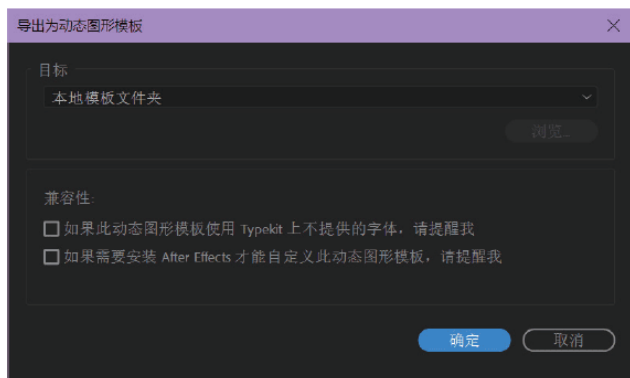 导出为动态图形模板
目标
本地模板文件夹
浏览...
兼容性:
如果此动态图形模板使用 Typekit 上不提供的字体，请提醒我
如果需要安装 After Effects 才能自定义此动态图形模板，请提醒我
确定
取消